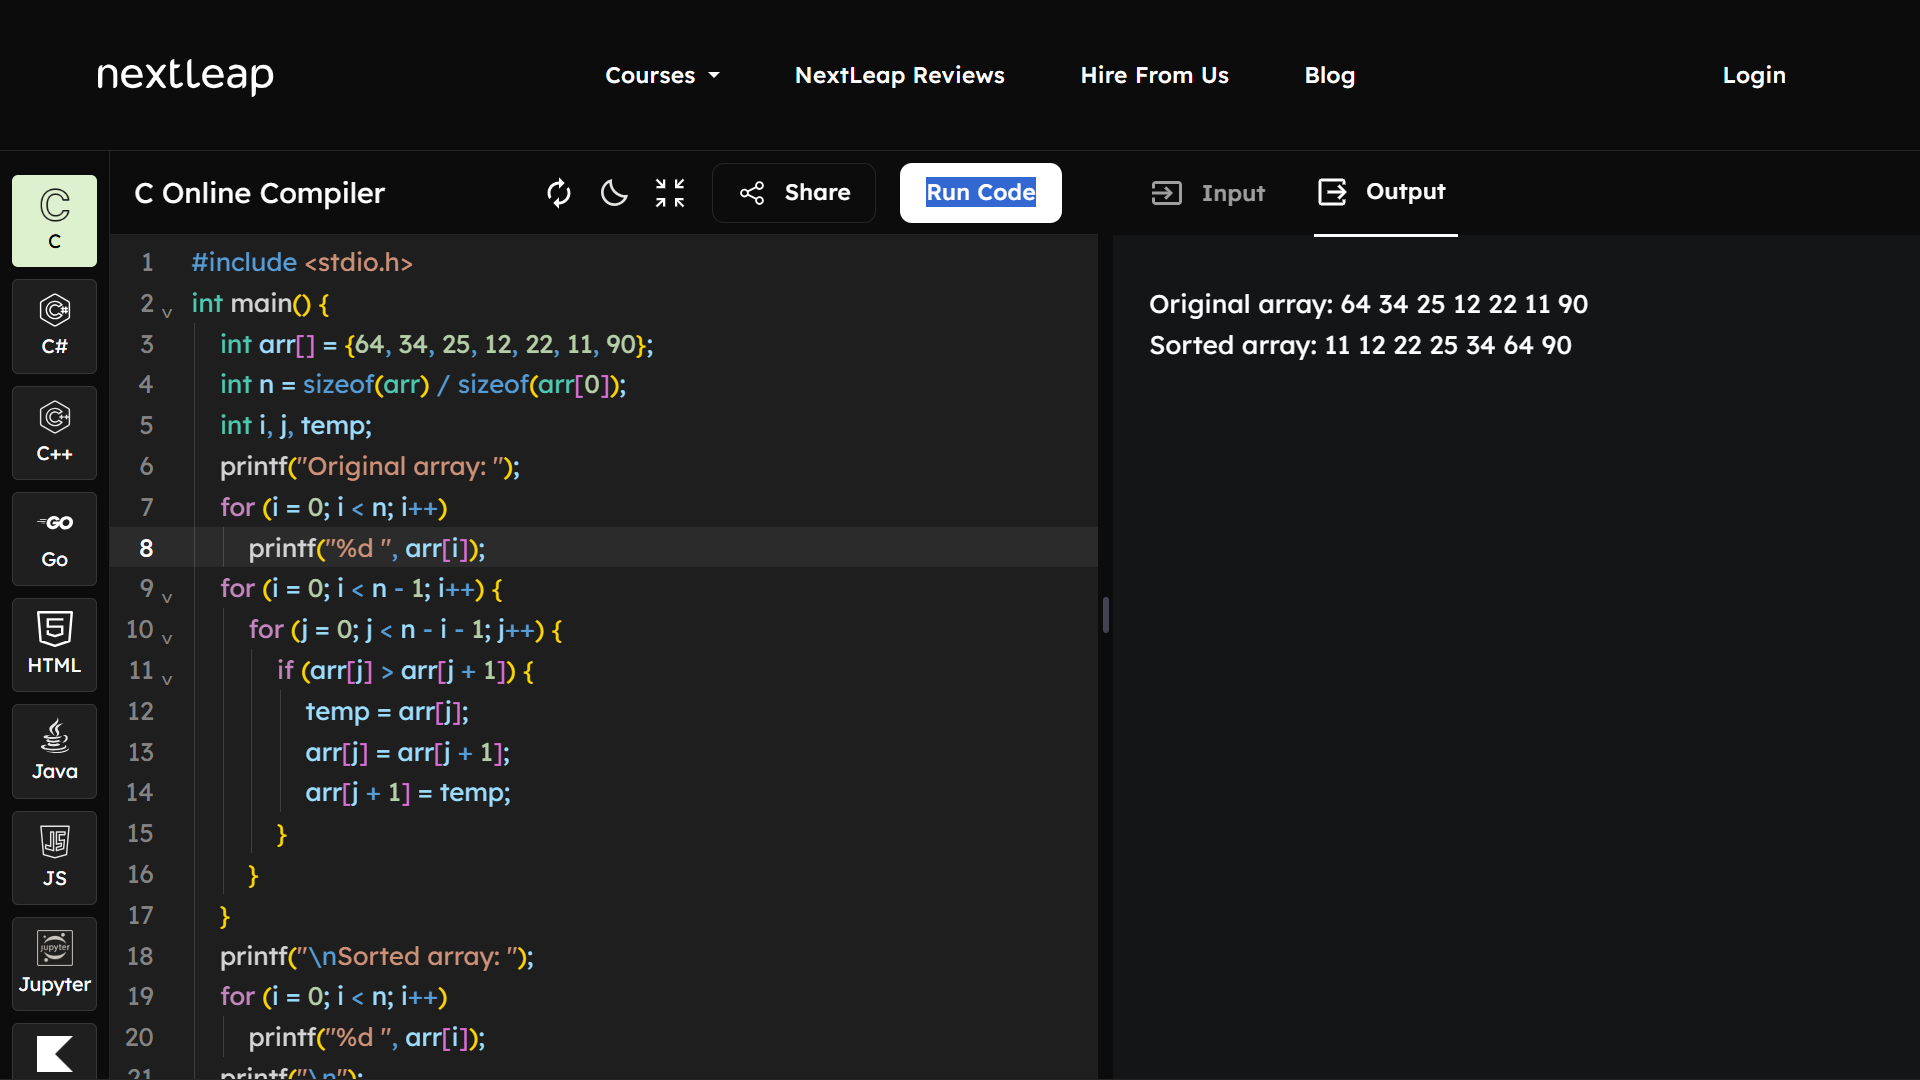 nextleap
Courses
NextLeap Reviews
Hire From Us
Blog
Login
C
C
C#
C++
GO
Go
HTML
Java
JS
JS
jupyter
Jupyter
C Online Compiler
Share
Run Code
Input
Output
1 #include <stdio.h>
2 int main() {
3 int arr[] = {64, 34, 25, 12, 22, 11, 90};
4 int n = sizeof(arr) / sizeof(arr[0]);
5 int i, j, temp;
6 printf("Original array: ");
7 for (i = 0; i < n; i++)
8 printf("%d ", arr[i]);
9 for (i = 0; i < n - 1; i++) {
10 for (j = 0; j < n - i - 1; j++) {
11 if (arr[j] > arr[j + 1]) {
12 temp = arr[j];
13 arr[j] = arr[j + 1];
14 arr[j + 1] = temp;
15 }
16 }
17 }
18 printf("\nSorted array: ");
19 for (i = 0; i < n; i++)
20 printf("%d ", arr[i]);
21 printf("\n");
Original array: 64 34 25 12 22 11 90
Sorted array: 11 12 22 25 34 64 90